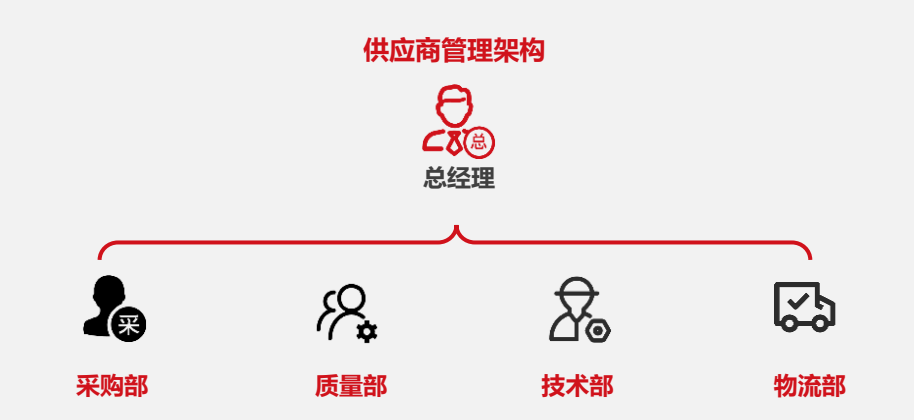 供应商管理架构
总
总经理
采
采购部 质量部 技术部 物流部